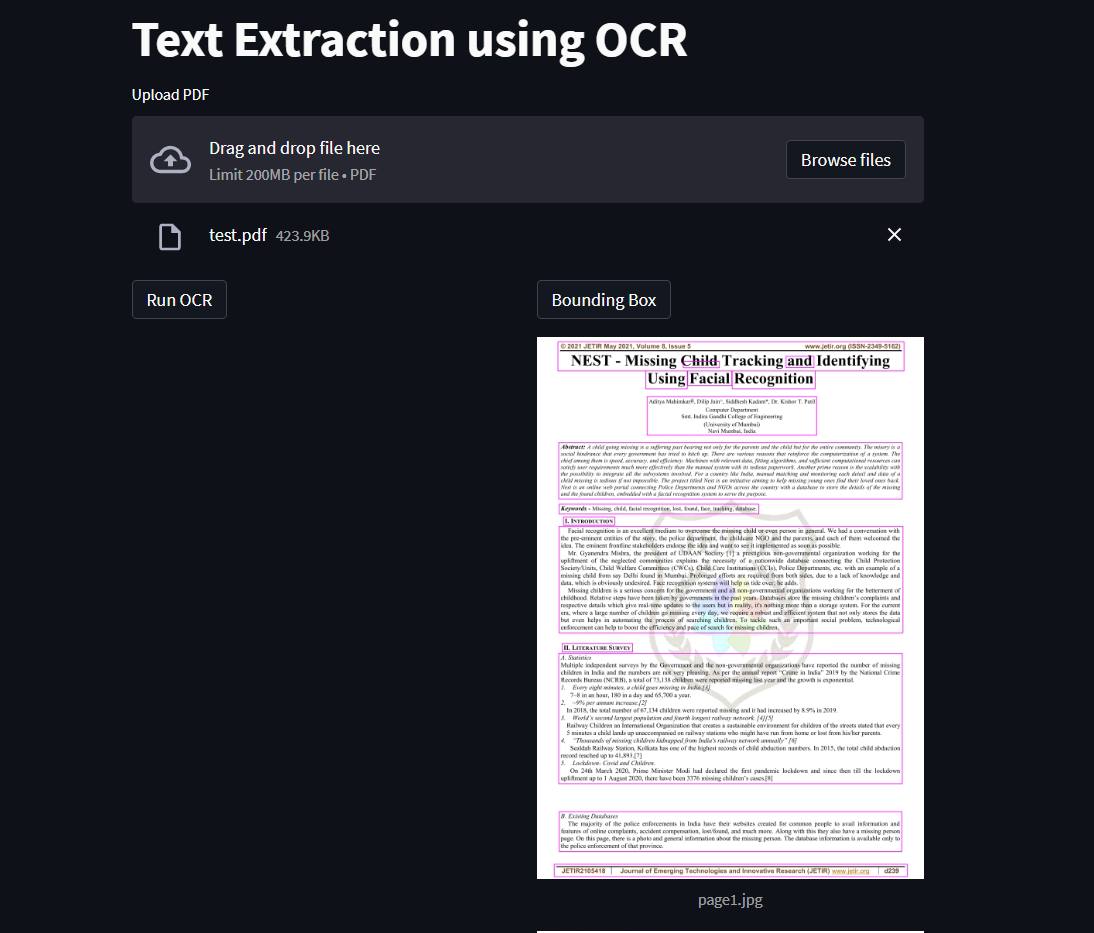 Text Extraction using OCR
Upload PDF
Drag and drop file here
Limit 200MB per file • PDF
Browse files
test.pdf 423.9KB
Run OCR
Bounding Box
© 2021 JETIR May 2021, Volume 8, Issue 5 www.jetir.org (ISSN-2349-5162)
NEST - Missing Child Tracking and Identifying
Using Facial Recognition
Aditya Mahimkar, Dilip Jain, Siddhesh Kadam, Dr. Kishor T. Patil
Computer Department
Smt. Indira Gandhi College of Engineering
(University of Mumbai)
Navi Mumbai, India
Abstract: A child going missing is a suffering part bearing not only for the parents and the child but for the entire community. The misery is a
social hindrance that every government has tried to hitch up. There are various reasons that reinforce the computerization of a system. The
chief among them is speed, accuracy, and efficiency. Machines with relevant data, fitting algorithms, and sufficient computational resources can
satisfy user requirements much more effectively than the manual system with its tedious paperwork. Another prime reason is the scalability with
the possibility to integrate all the subsystems involved. For a country like India, manual matching and monitoring each detail and data of a
child missing is tedious if not impossible. The project titled Nest is an initiative aiming to help missing young ones find their loved ones back.
Nest is an online web portal connecting Police Departments and NGOs across the country with a database to store the details of the missing
and the found children, embedded with a facial recognition system to serve the purpose.
Keywords - Missing, child, facial recognition, lost, found, face, tracking, database.
I. INTRODUCTION
Facial recognition is an excellent medium to overcome the missing child or even person in general. We had a conversation with
the pre-eminent entities of the story, the police department, the childcare NGO and the parents, and each of them welcomed the
idea. The eminent frontline stakeholders endorse the idea and want to see it implemented as soon as possible.
Mr. Gyanendra Mishra, the president of UDAAN Society [1] a prestigious non-governmental organization working for the
upliftment of the neglected communities explains the necessity of a nationwide database connecting the Child Protection
Society/Units, Child Welfare Committees (CWCs), Child Care Institutions (CCIs), Police Departments, etc. with an example of a
missing child from say Delhi found in Mumbai. Prolonged efforts are required from both sides, due to a lack of knowledge and
data, which is obviously undesired. Face recognition systems will help us tide over, he adds.
Missing children is a serious concern for the government and all non-governmental organizations working for the betterment of
childhood. Relative steps have been taken by governments in the past years. Databases store the missing children's complaints and
respective details which give real-time updates to the users but in reality, it's nothing more than a storage system. For the current
era, where a large number of children go missing every day, we require a robust and efficient system that not only stores the data
but even helps in automating the process of searching children. To tackle such an important social problem, technological
enforcement can help to boost the efficiency and pace of search for missing children.
II. LITERATURE SURVEY
A. Statistics
Multiple independent surveys by the Government and the non-governmental organizations have reported the number of missing
children in India and the numbers are not very pleasing. As per the annual report "Crime in India" 2019 by the National Crime
Records Bureau (NCRB), a total of 73,138 children were reported missing last year and the growth is exponential.
1. Every eight minutes, a child goes missing in India.[4]
7-8 in an hour, 180 in a day and 65,700 a year.
2. ~9% per annum increase.[2]
In 2018, the total number of 67,134 children were reported missing and it had increased by 8.9% in 2019.
3. World's second largest population and fourth longest railway network. [4][5]
Railway Children an International Organization that creates a sustainable environment for children of the streets stated that every
5 minutes a child lands up unaccompanied on railway stations who might have run from home or lost from his/her parents.
4. "Thousands of missing children kidnapped from India's railway network annually" [6]
Sealdah Railway Station, Kolkata has one of the highest records of child abduction numbers. In 2015, the total child abduction
record reached up to 41,893.[7]
5. Lockdown- Covid and Children.
On 24th March 2020, Prime Minister Modi had declared the first pandemic lockdown and since then till the lockdown
upliftment up to 1 August 2020, there have been 3376 missing children's cases.[8]
B. Existing Databases
The majority of the police enforcements in India have their websites created for common people to avail information and
features of online complaints, accident compensation, lost/found, and much more. Along with this they also have a missing person
page. On this page, there is a photo and general information about the missing person. The database information is available only to
the police enforcement of that province.
JETIR2105418 Journal of Emerging Technologies and Innovative Research (JETIR) www.jetir.org d239
page1.jpg